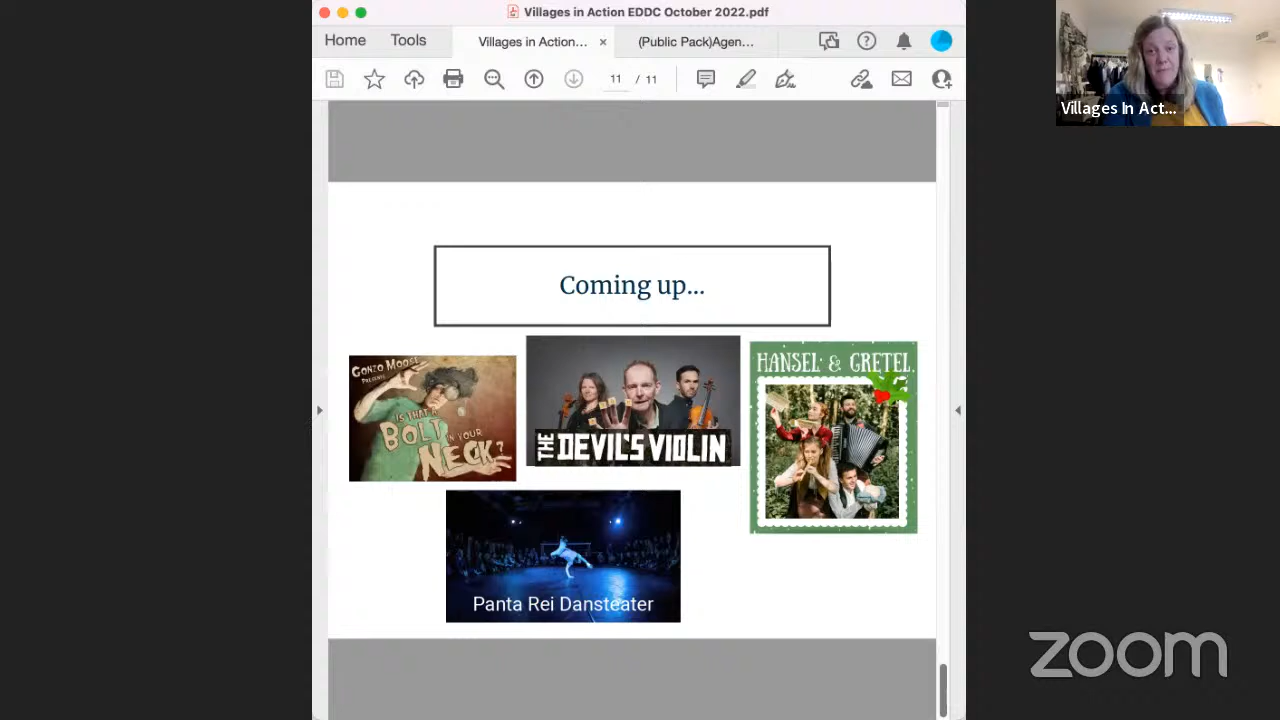 Villages in Action EDDC October 2022.pdf
Home Tools Villages in Action... × (Public Pack)Agen...
11 / 11
Villages In Act...
Coming up...
GONZO MOOSE
PRESENTS
IS THAT A
BOLT
IN YOUR
NECK?
THE DEVIL'S VIOLIN
HANSEL & GRETEL
Panta Rei Dansteater
zoom